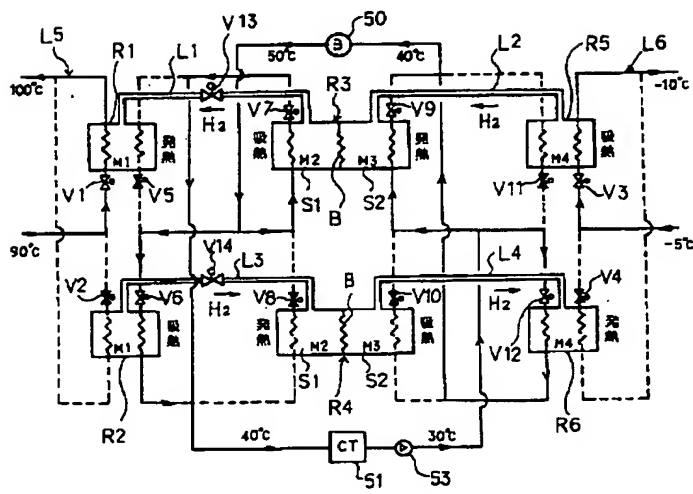 V13
50
L5
R1
L1
50℃
a
40℃
L2
R5
L6
100℃
R3
-10℃
V7
V9
H2
H2
発熱
吸熱
吸熱
発熱
M1
M2
M3
M4
V1
V5
S1
B
S2
V11
V3
V14
90℃
L3
L4
-5℃
V2
V6
H2
V8
B
V10
H2
V4
吸熱
発熱
吸熱
発熱
M1
M2
M3
M4
V12
S1
S2
R2
R4
R6
40℃
CT
30℃
51
53